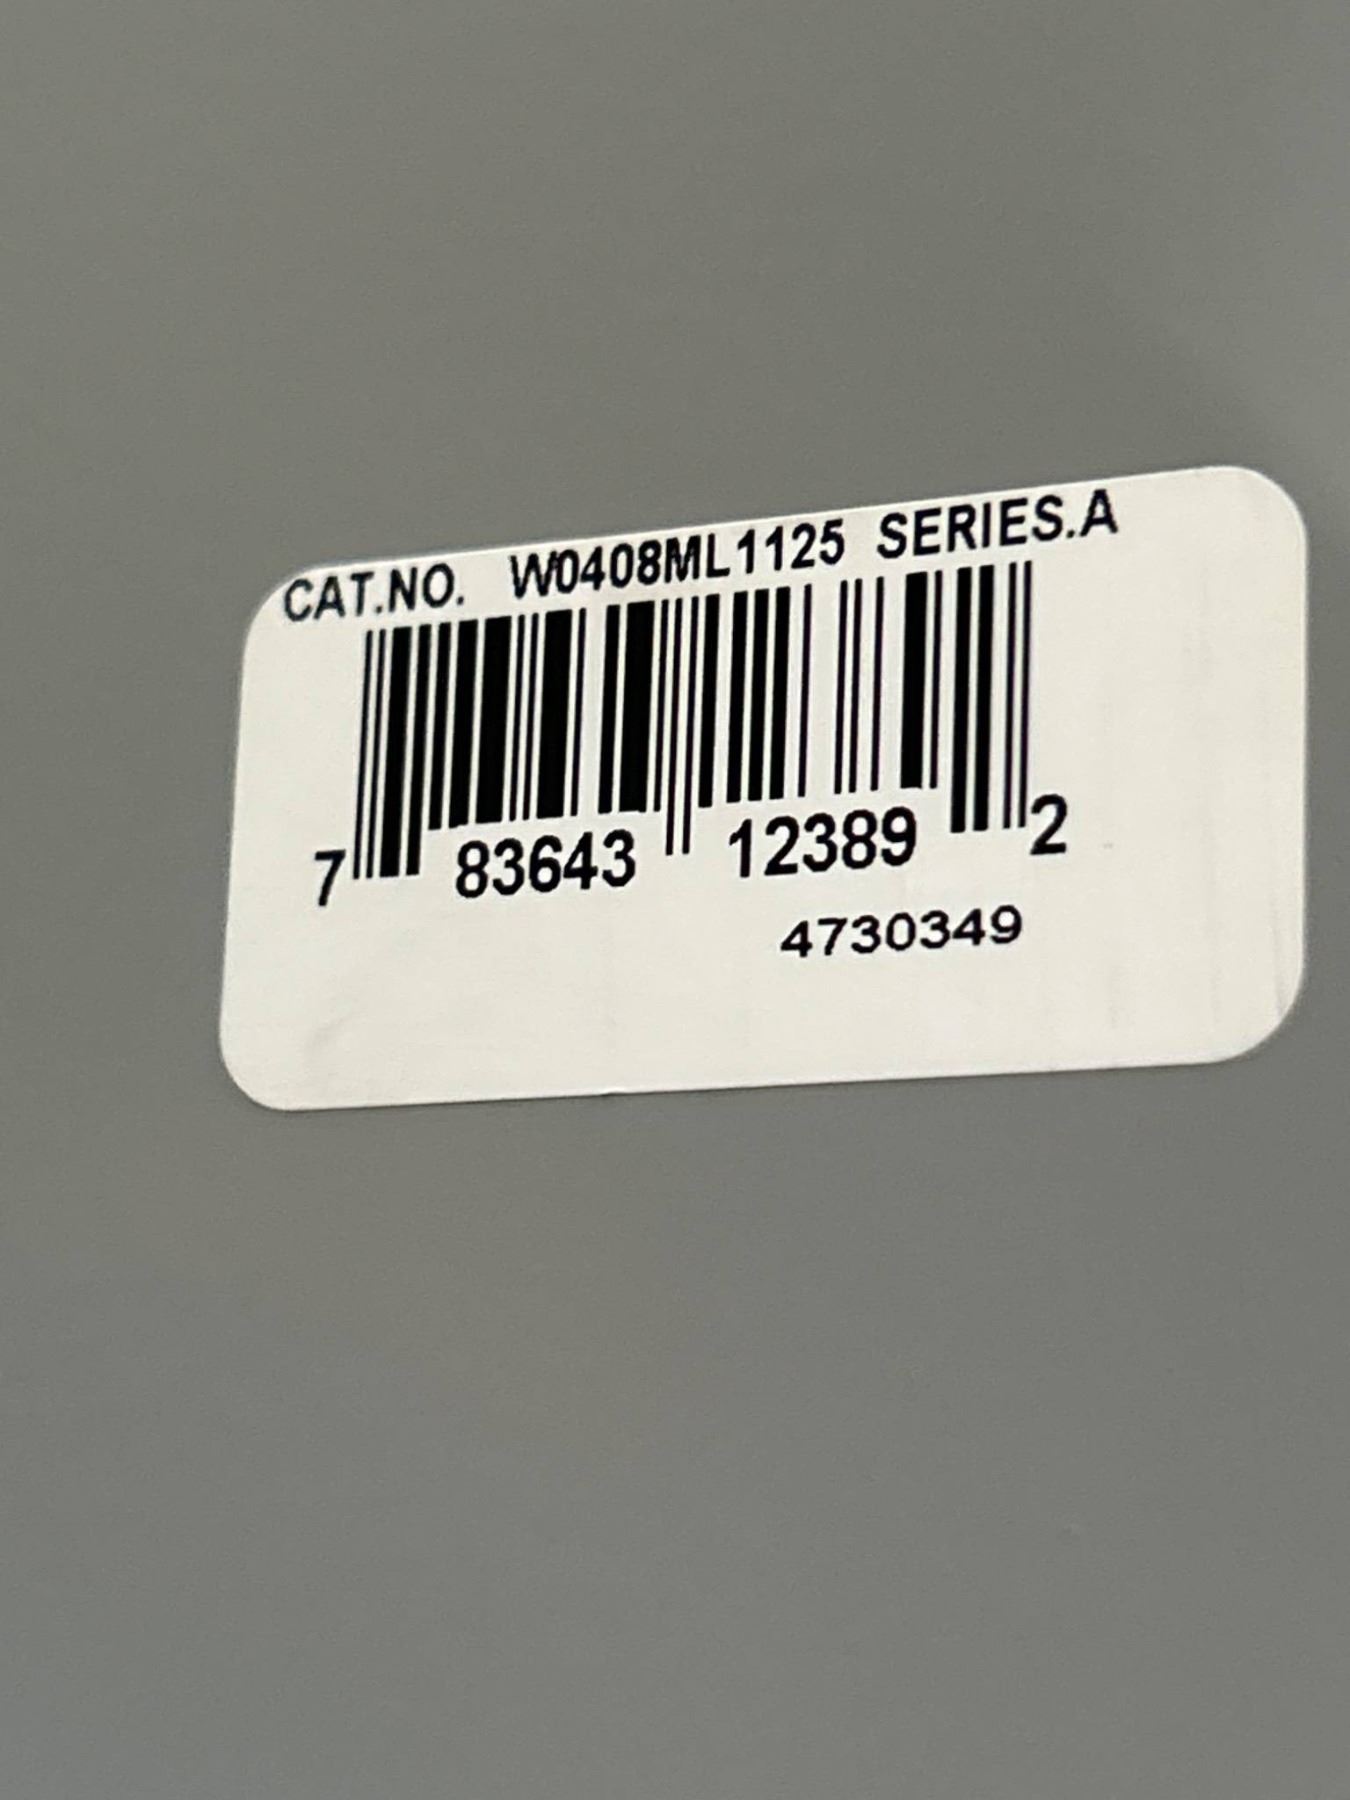 CAT.NO. W0408ML1125 SERIES.A
7 83643 12389 2
4730349